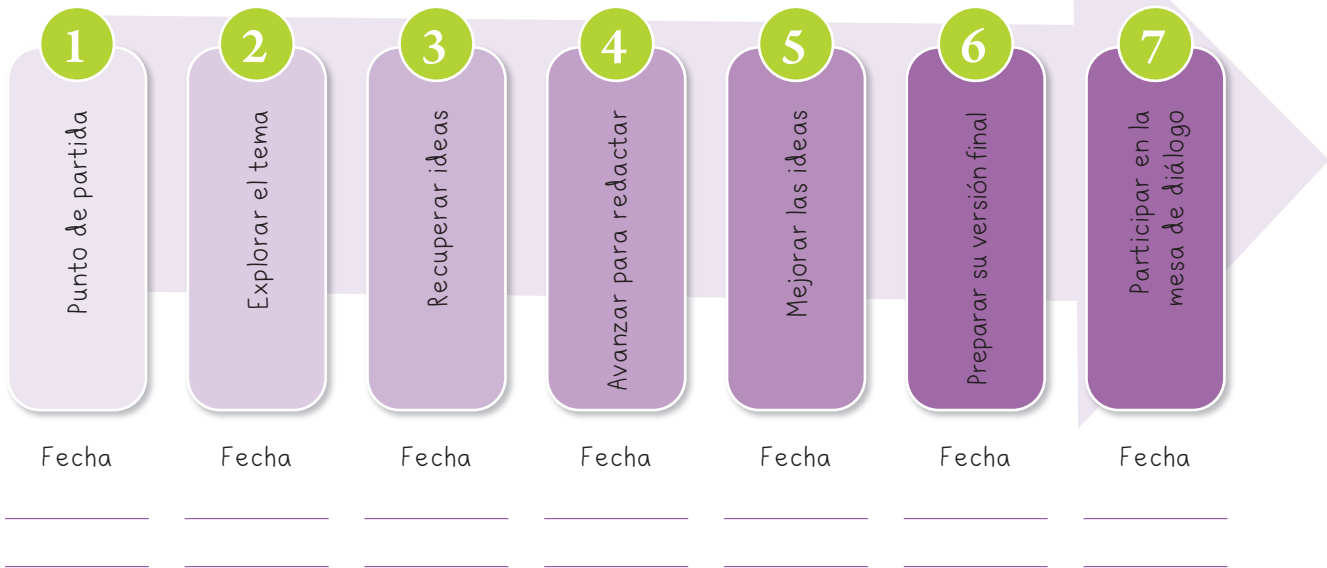 1
Punto de partida
2
Explorar el tema
3
Recuperar ideas
4
Avanzar para redactar
5
Mejorar las ideas
6
Preparar su versión final
7
Participar en la
mesa de diálogo
Fecha
Fecha
Fecha
Fecha
Fecha
Fecha
Fecha